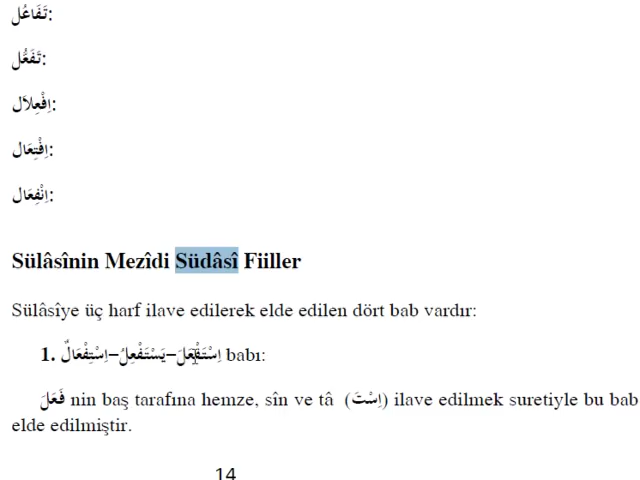 تَفَاعُل:
تَفَعُّل:
اِفْعِلاَل:
اِفْتِعَال:
اِنْفِعَال:
Sülâsînin Mezîdi Südâsî Fiiller
Sülâsîye üç harf ilave edilerek elde edilen dört bab vardır:
1. اِسْتَفْعَلَ–يَسْتَفْعِلُ–اِسْتِفْعَالٌ babı:
فَعَلَ nin baş tarafına hemze, sîn ve tâ (اِسْتَ) ilave edilmek suretiyle bu bab
elde edilmiştir.
14